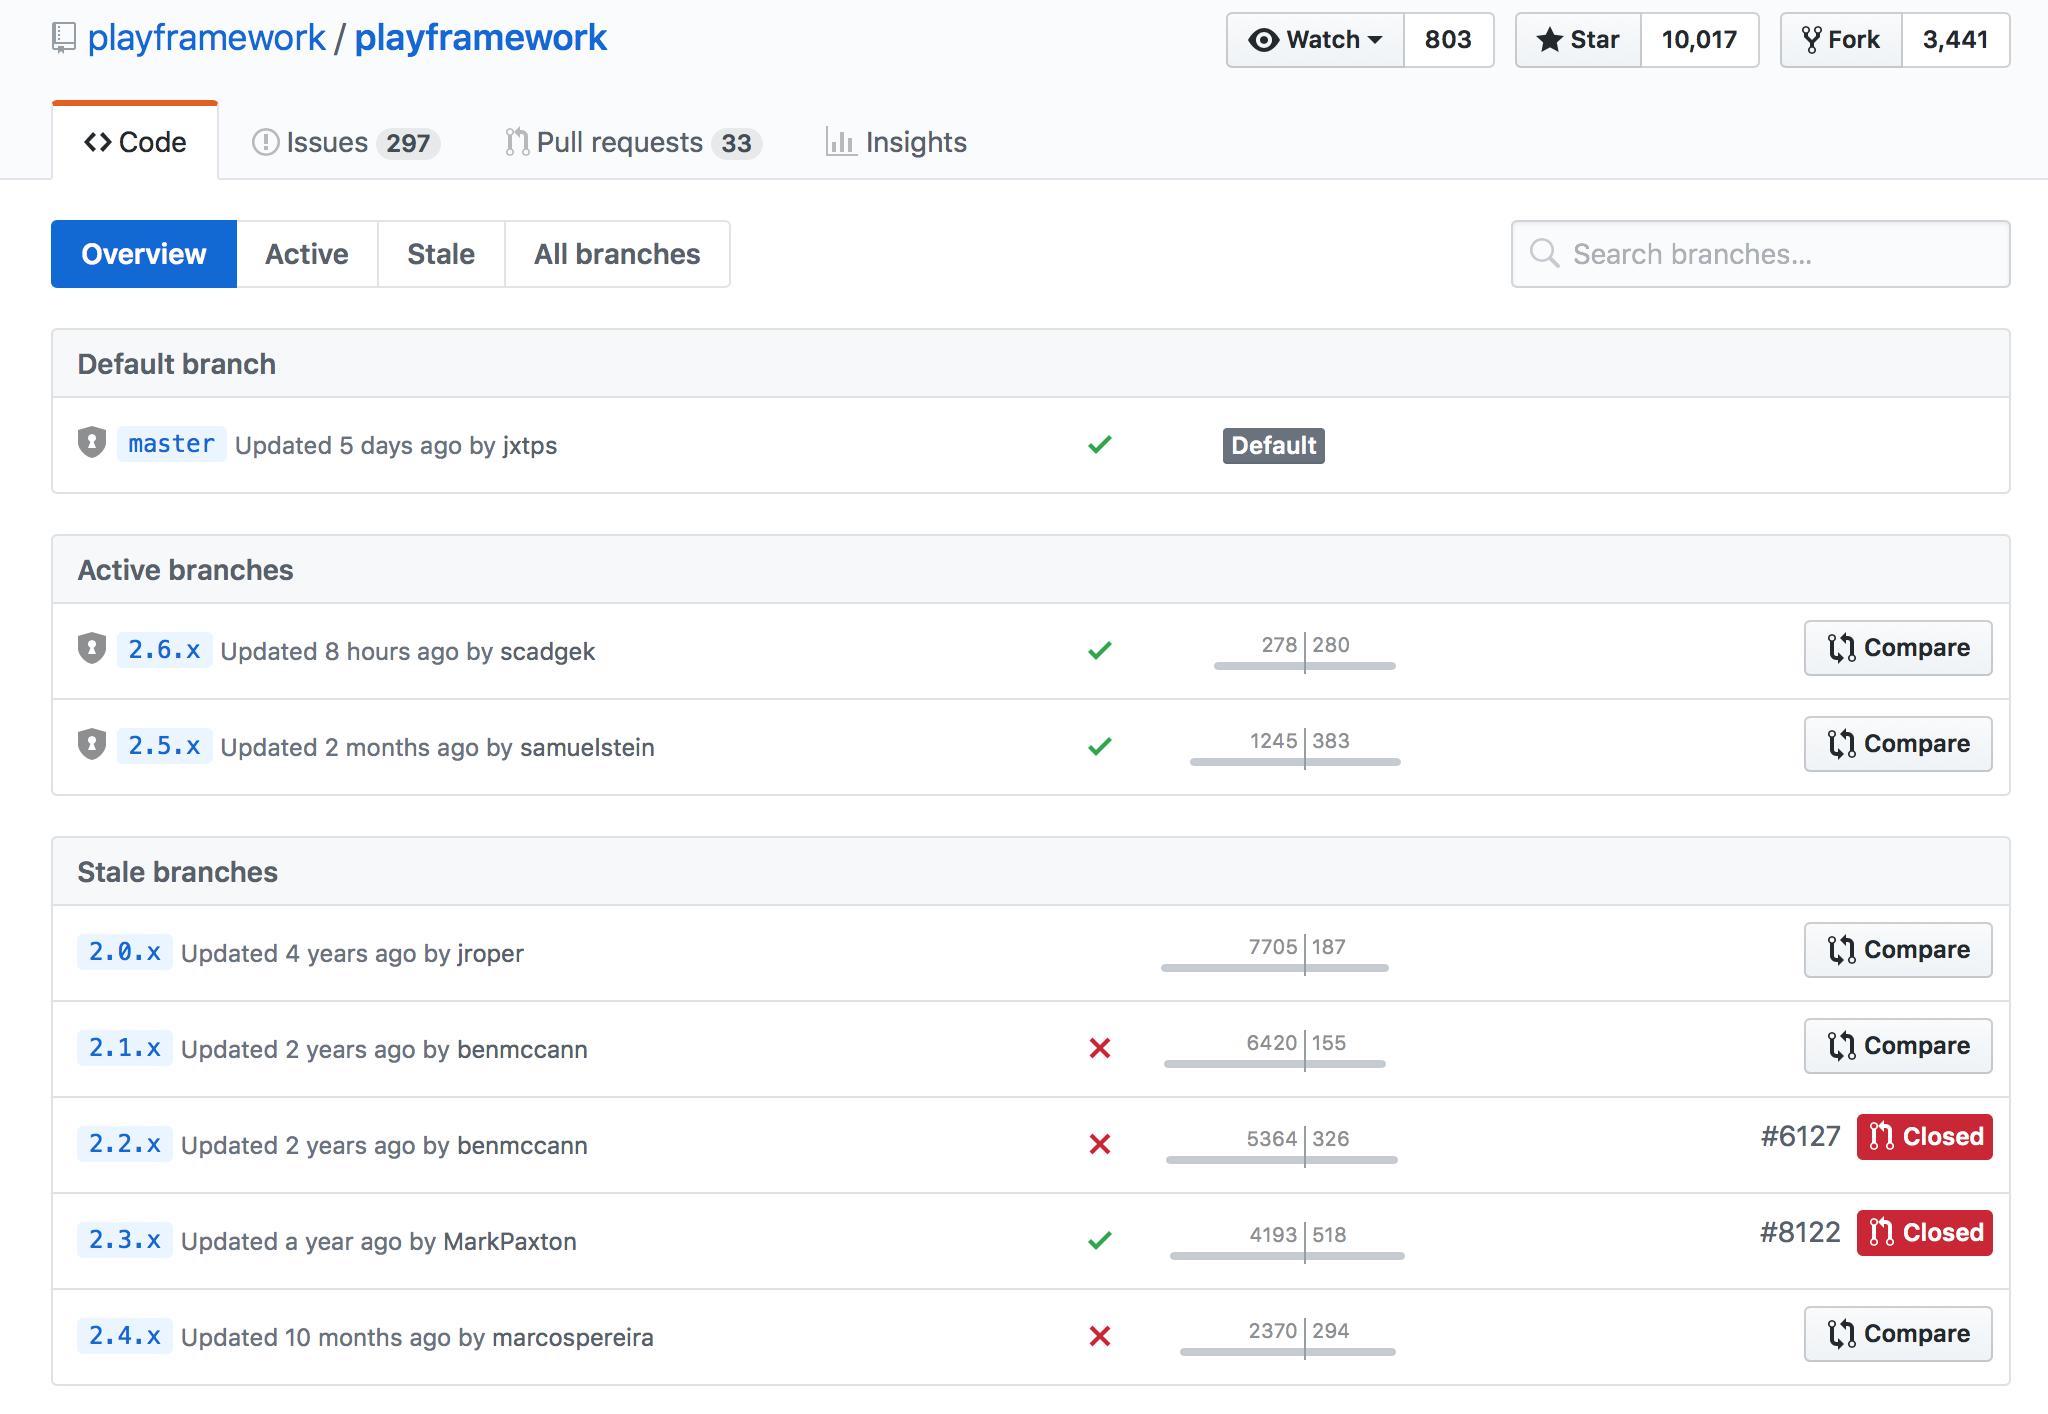 playframework / playframework
Watch 803 Star 10,017 Fork 3,441
Code Issues 297 Pull requests 33 Insights
Overview Active Stale All branches Search branches...
Default branch
master Updated 5 days ago by jxtps Default
Active branches
2.6.x Updated 8 hours ago by scadgek 278 280 Compare
2.5.x Updated 2 months ago by samuelstein 1245 383 Compare
Stale branches
2.0.x Updated 4 years ago by jroper 7705 187 Compare
2.1.x Updated 2 years ago by benmccann 6420 155 Compare
2.2.x Updated 2 years ago by benmccann 5364 326 #6127 Closed
2.3.x Updated a year ago by MarkPaxton 4193 518 #8122 Closed
2.4.x Updated 10 months ago by marcospereira 2370 294 Compare